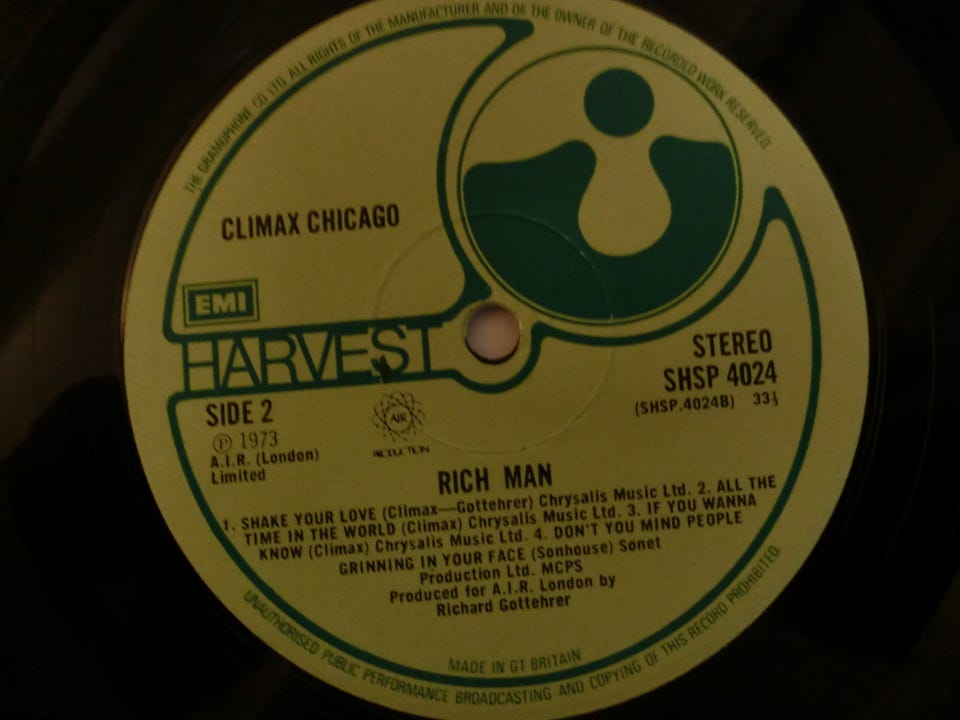 THE GRAMOPHONE CO LTD. ALL RIGHTS OF THE MANUFACTURER AND OF THE OWNER OF THE RECORDED WORK RESERVED.
CLIMAX CHICAGO
EMI
HARVEST
STEREO
SHSP 4024
(SHSP.4024B) 33⅓
SIDE 2
Ⓟ 1973
A.I.R. (London)
Limited
AIR
PRODUCTION
RICH MAN
1. SHAKE YOUR LOVE (Climax—Gottehrer) Chrysalis Music Ltd. 2. ALL THE
TIME IN THE WORLD (Climax) Chrysalis Music Ltd. 3. IF YOU WANNA
KNOW (Climax) Chrysalis Music Ltd. 4. DON'T YOU MIND PEOPLE
GRINNING IN YOUR FACE (Sonhouse) Sonet
Production Ltd. MCPS
Produced for A.I.R. London by
Richard Gottehrer
MADE IN GT BRITAIN
UNAUTHORISED PUBLIC PERFORMANCE BROADCASTING AND COPYING OF THIS RECORD PROHIBITED.